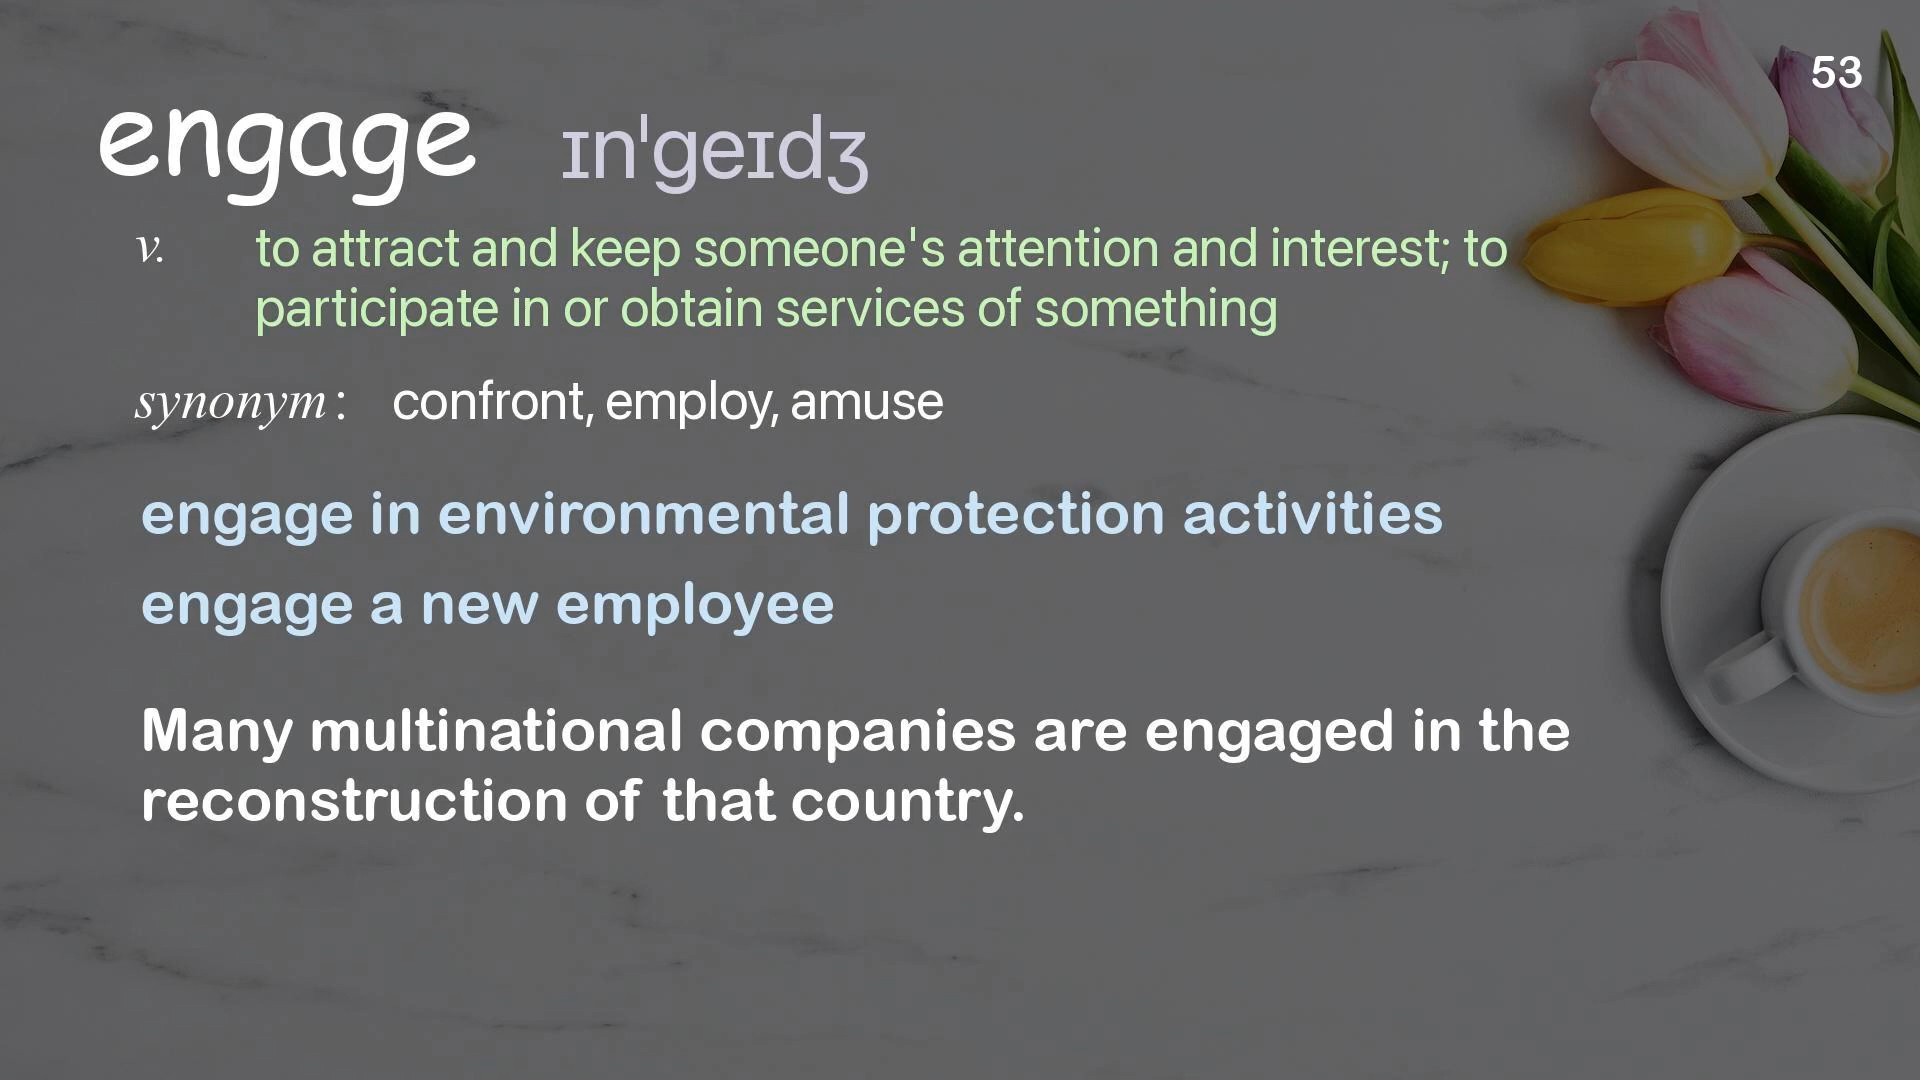 53
engage ɪnˈgeɪdʒ
v. to attract and keep someone's attention and interest; to
participate in or obtain services of something
synonym : confront, employ, amuse
engage in environmental protection activities
engage a new employee
Many multinational companies are engaged in the
reconstruction of that country.